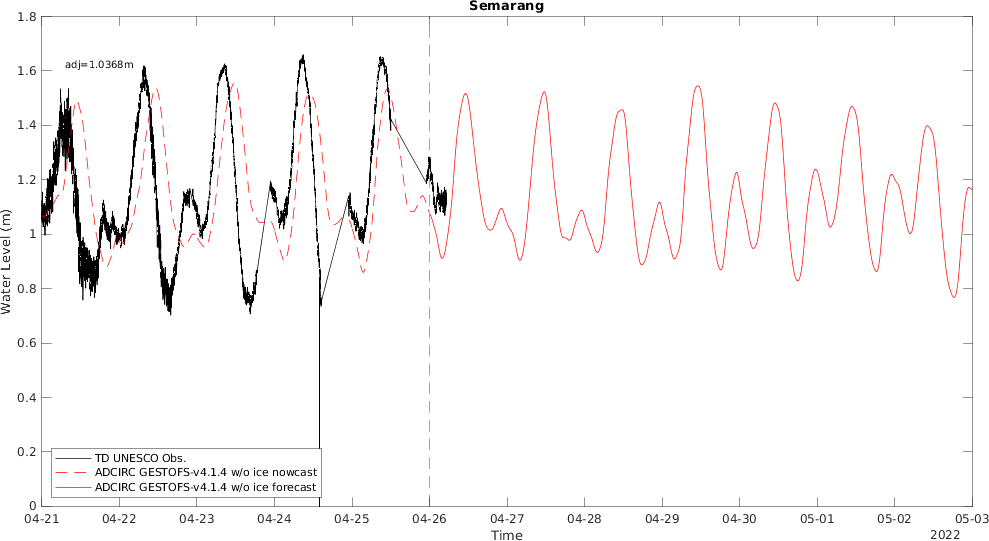 Semarang
1.8
1.6
1.4
1.2
1
0.8
0.6
0.4
0.2
0
Water Level (m)
adj=1.0368m
TD UNESCO Obs.
ADCIRC GESTOFS-v4.1.4 w/o ice nowcast
ADCIRC GESTOFS-v4.1.4 w/o ice forecast
04-21 04-22 04-23 04-24 04-25 04-26 04-27 04-28 04-29 04-30 05-01 05-02 05-03
Time
2022